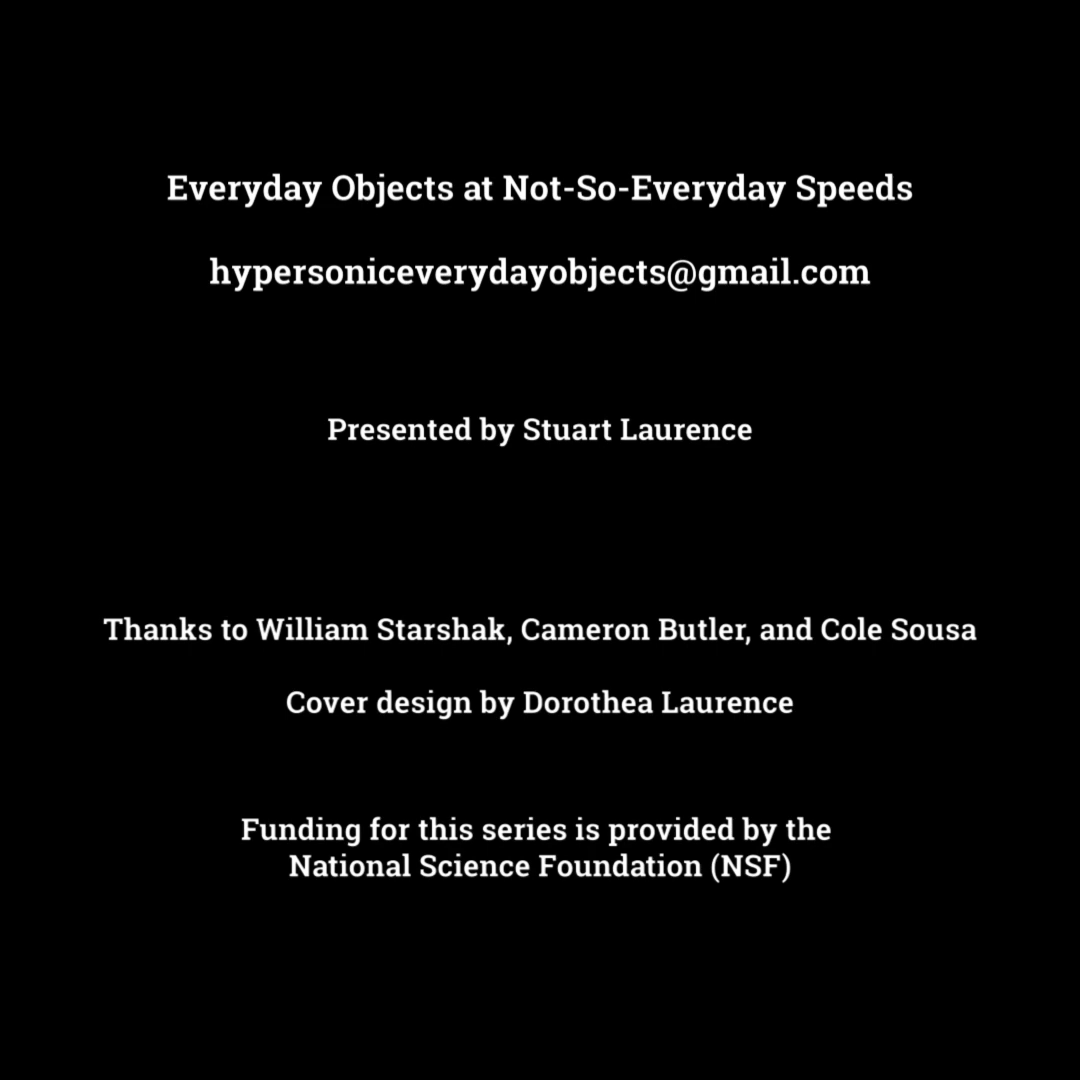 Everyday Objects at Not-So-Everyday Speeds
hypersoniceverydayobjects@gmail.com
Presented by Stuart Laurence
Thanks to William Starshak, Cameron Butler, and Cole Sousa
Cover design by Dorothea Laurence
Funding for this series is provided by the
National Science Foundation (NSF)